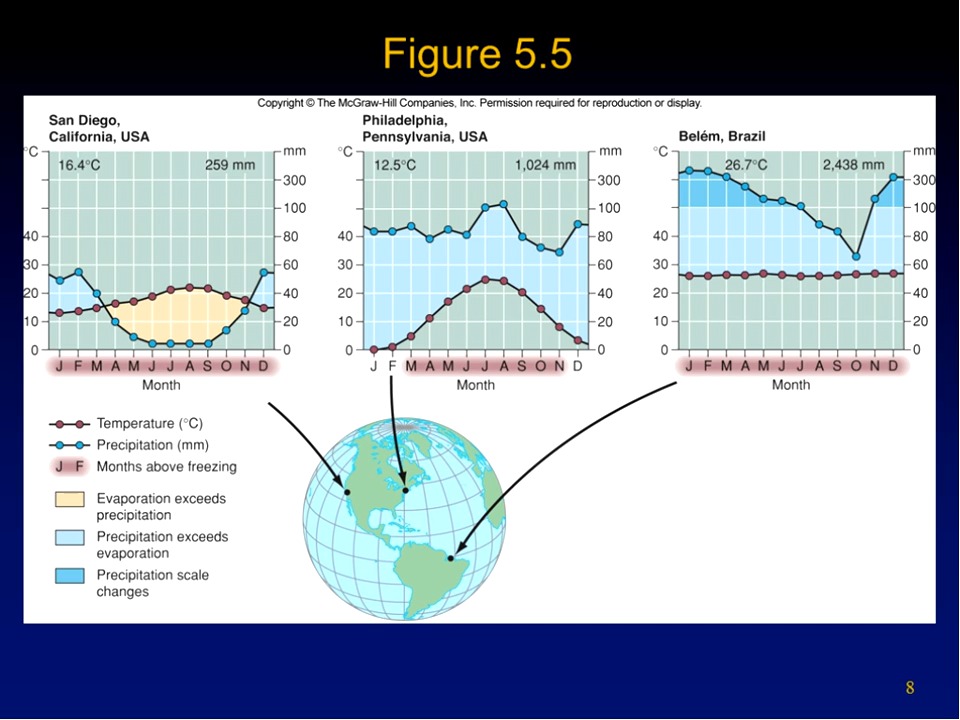 Figure 5.5
Copyright © The McGraw-Hill Companies, Inc. Permission required for reproduction or display.
San Diego,
California, USA
°C
mm
16.4°C
259 mm
300
100
40
80
30
60
20
40
10
20
0
0
J F M A M J J A S O N D
Month
Philadelphia,
Pennsylvania, USA
°C
mm
12.5°C
1,024 mm
300
100
40
80
30
60
20
40
10
20
0
0
J F M A M J J A S O N D
Month
Belém, Brazil
°C
mm
26.7°C
2,438 mm
300
100
40
80
30
60
20
40
10
20
0
0
J F M A M J J A S O N D
Month
Temperature (°C)
Precipitation (mm)
J F Months above freezing
Evaporation exceeds
precipitation
Precipitation exceeds
evaporation
Precipitation scale
changes
8